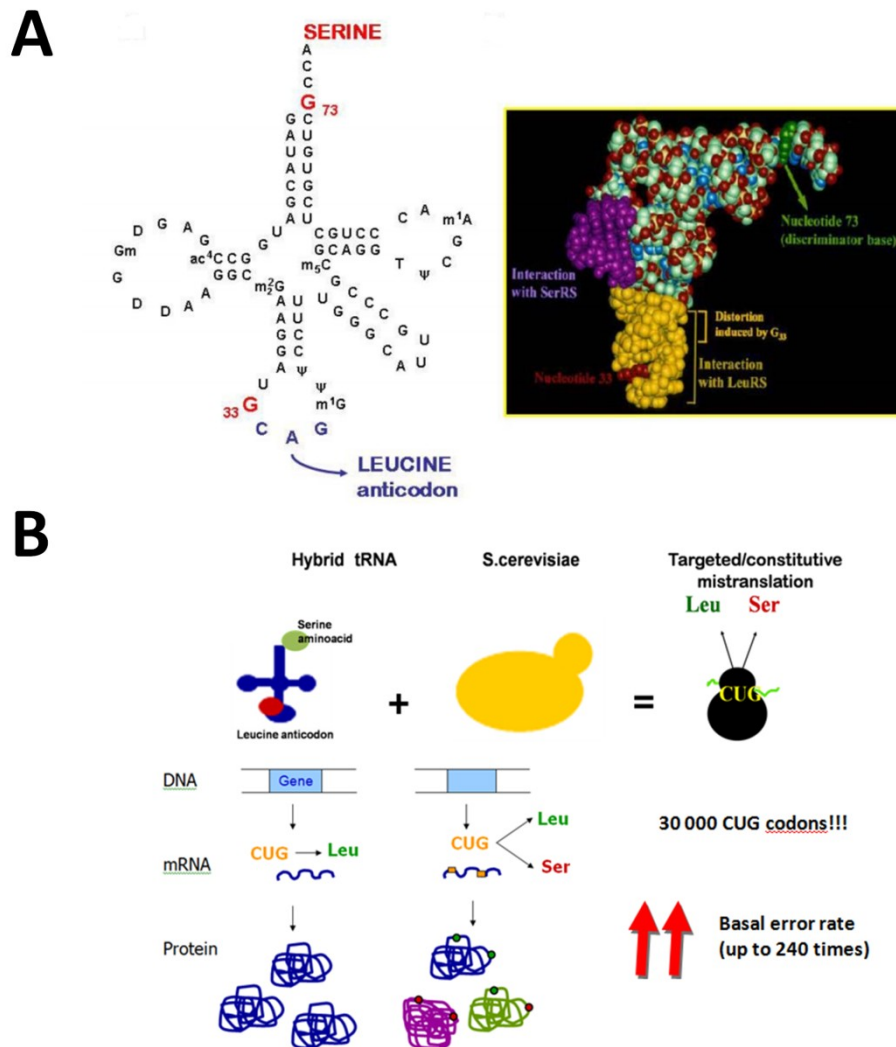 A
SERINE
A
C
C
G 73
G C
A U
U G
A U
C G
G C
A U
U
G
G
C C G
G G C
ac4
G
A
G
D
Gm
G
D
D
A
A
m22G
C G U C C
G C A G G
m5C
C
A
m1A
G
C
Ψ
T
G
C
C
C
G
U
U
A
C
G
G
G
U
A U
A U
G C
G C
A Ψ
U
Ψ
33 G
m1G
C A G
LEUCINE
anticodon
Nucleotide 73
(discriminator base)
Interaction
with SerRS
Distortion
induced by G33
Interaction
with LeuRS
Nucleotide 33
B
Hybrid tRNA
S.cerevisiae
Targeted/constitutive
mistranslation
Leu Ser
Serine
aminoacid
+
=
CUG
Leucine anticodon
DNA
Gene
Leu
30 000 CUG codons!!!
CUG
Leu
CUG
mRNA
Ser
Basal error rate
(up to 240 times)
Protein